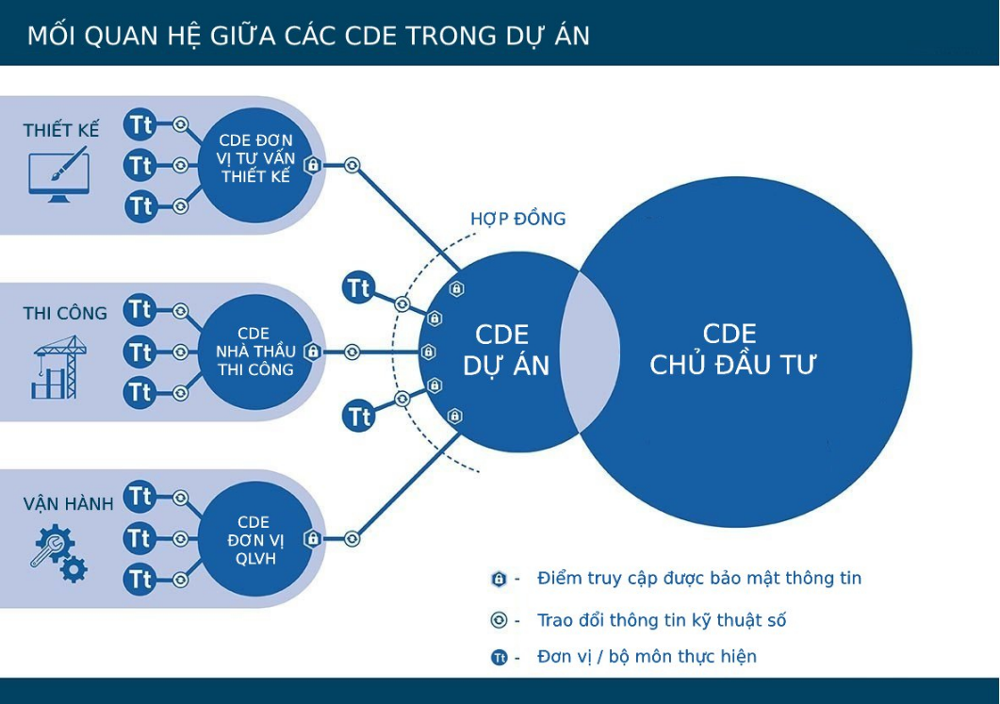 MỐI QUAN HỆ GIỮA CÁC CDE TRONG DỰ ÁN
THIẾT KẾ
Tt
Tt
Tt
CDE ĐƠN
VỊ TƯ VẤN
THIẾT KẾ
HỢP ĐỒNG
THI CÔNG
Tt
Tt
Tt
CDE
NHÀ THẦU
THI CÔNG
Tt
Tt
CDE
DỰ ÁN
CDE
CHỦ ĐẦU TƯ
VẬN HÀNH
Tt
Tt
Tt
CDE
ĐƠN VỊ
QLVH
- Điểm truy cập được bảo mật thông tin
- Trao đổi thông tin kỹ thuật số
Tt - Đơn vị / bộ môn thực hiện